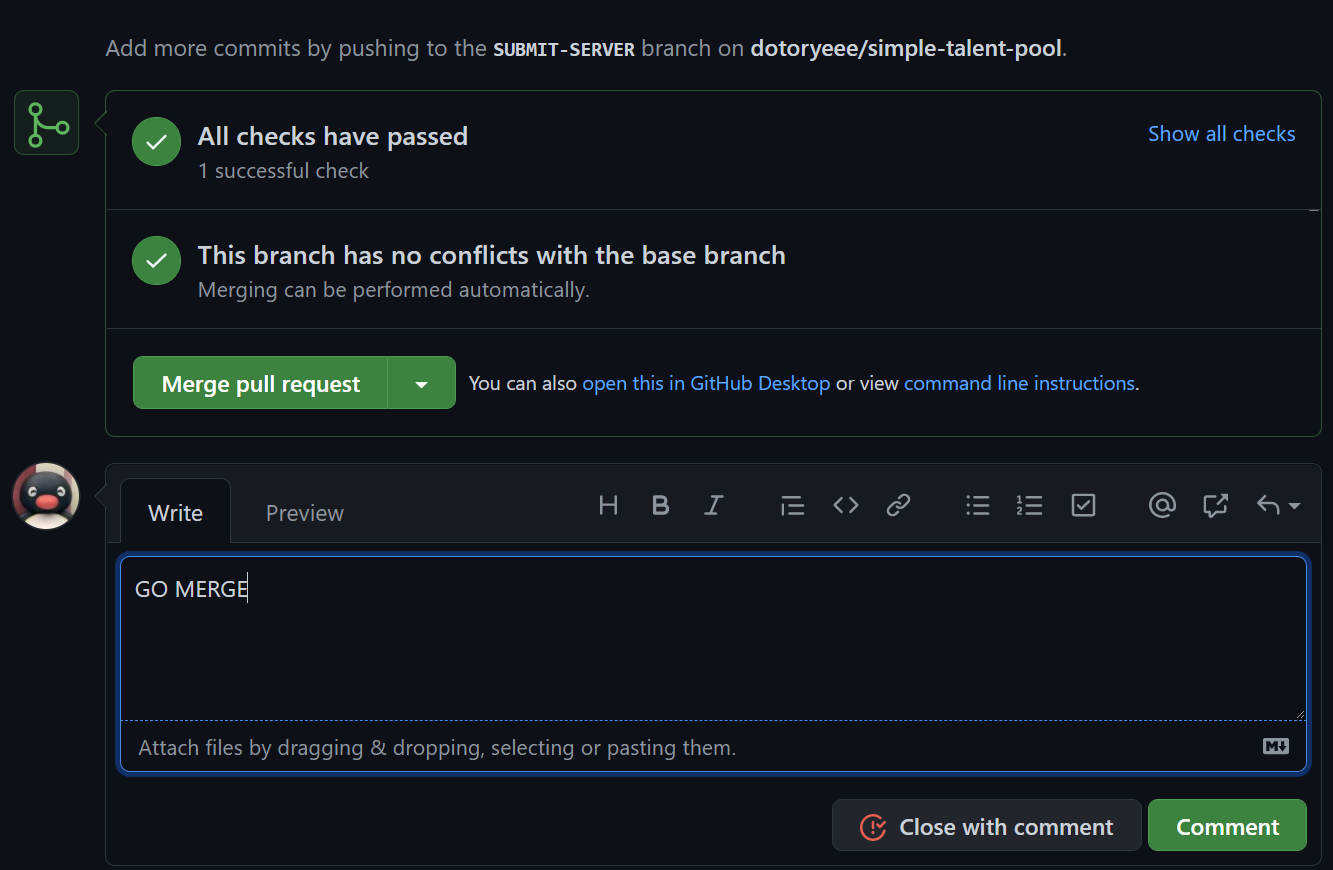 Add more commits by pushing to the SUBMIT-SERVER branch on dotoryeee/simple-talent-pool.
All checks have passed
Show all checks
1 successful check
This branch has no conflicts with the base branch
Merging can be performed automatically.
Merge pull request
You can also open this in GitHub Desktop or view command line instructions.
Write
Preview
GO MERGE
Attach files by dragging & dropping, selecting or pasting them.
Close with comment
Comment